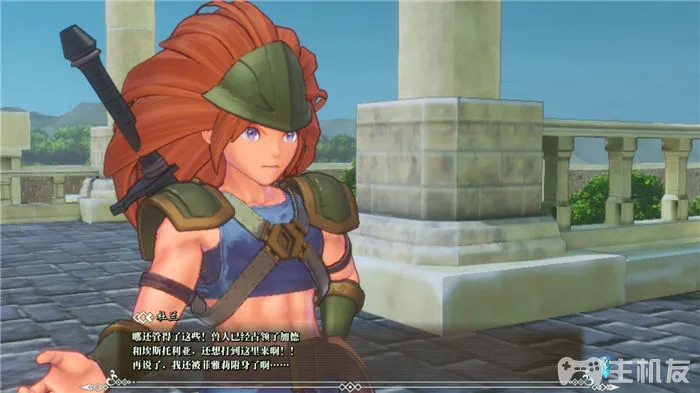 杜兰
哪还管得了这些！兽人已经占领了加德
和埃斯托利亚，还想打到这里来啊！！
再说了，我还被菲雅莉附身了啊……
主机友